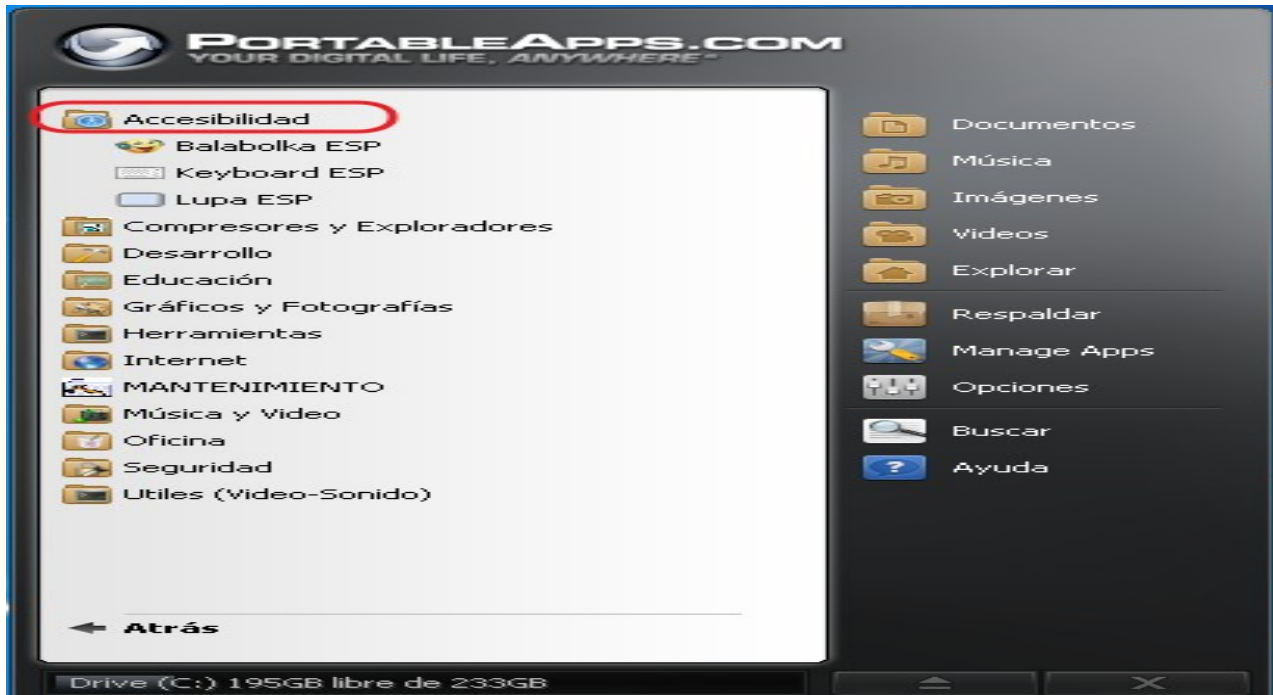 PORTABLEAPPS.COM
YOUR DIGITAL LIFE, ANYWHERE®
Accesibilidad
Balabolka ESP
Keyboard ESP
Lupa ESP
Compresores y Exploradores
Desarrollo
Educación
Gráficos y Fotografías
Herramientas
Internet
MANTENIMIENTO
Música y Video
Oficina
Seguridad
Utiles (Video-Sonido)
Atrás
Documentos
Música
Imágenes
Videos
Explorar
Respaldar
Manage Apps
Opciones
Buscar
Ayuda
Drive (C:) 195GB libre de 233GB